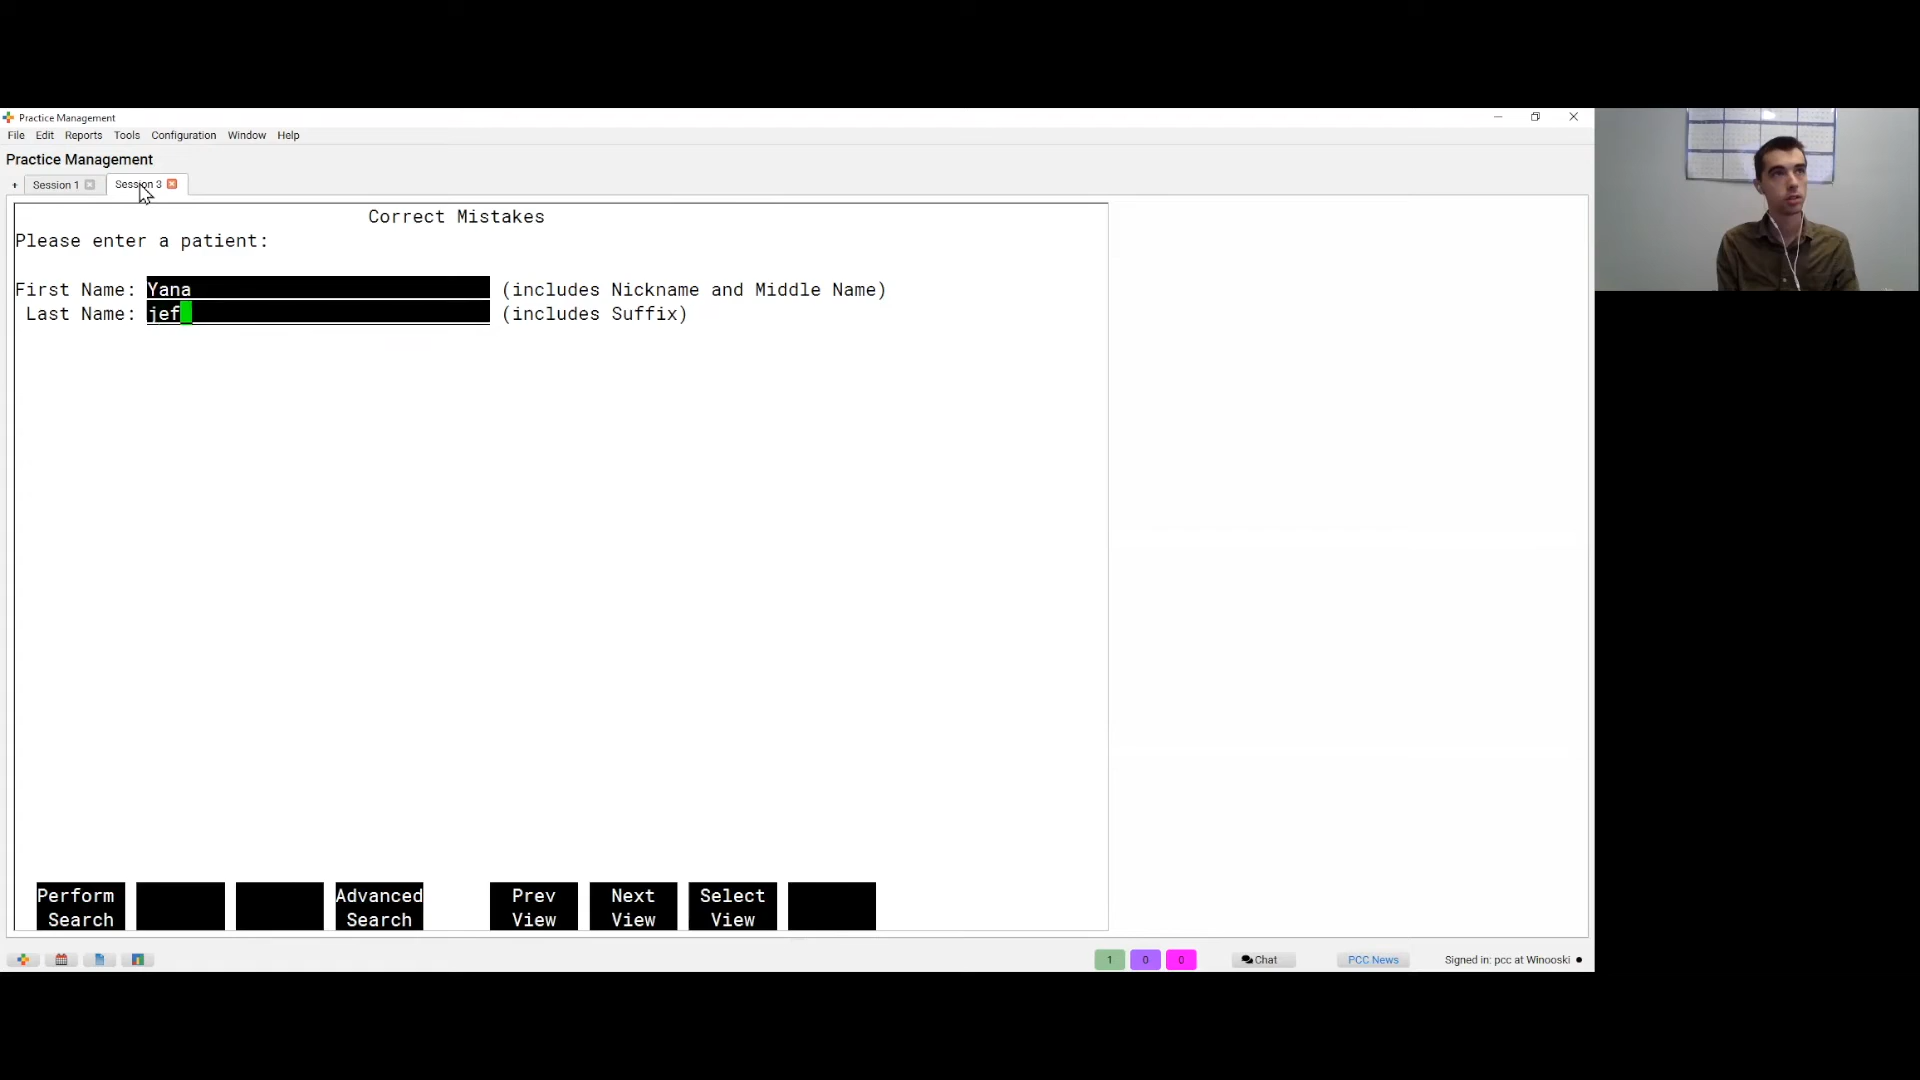 Practice Management
File Edit Reports Tools Configuration Window Help
Practice Management
+ Session 1 Session 3
Correct Mistakes
Please enter a patient:
First Name: Yana (includes Nickname and Middle Name)
Last Name: jef (includes Suffix)
Perform Search
Advanced Search
Prev View
Next View
Select View
1 0 0 Chat PCC News Signed in: pcc at Winooski